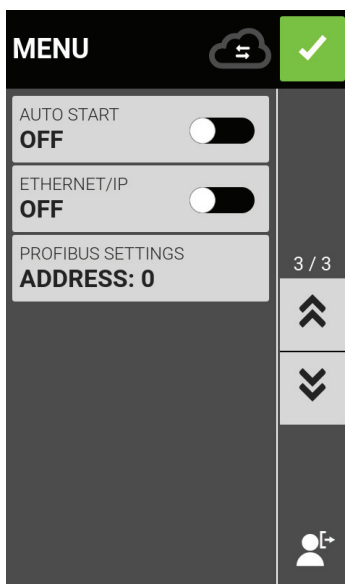 MENU
AUTO START
OFF
ETHERNET/IP
OFF
PROFIBUS SETTINGS
ADDRESS: 0
3 / 3